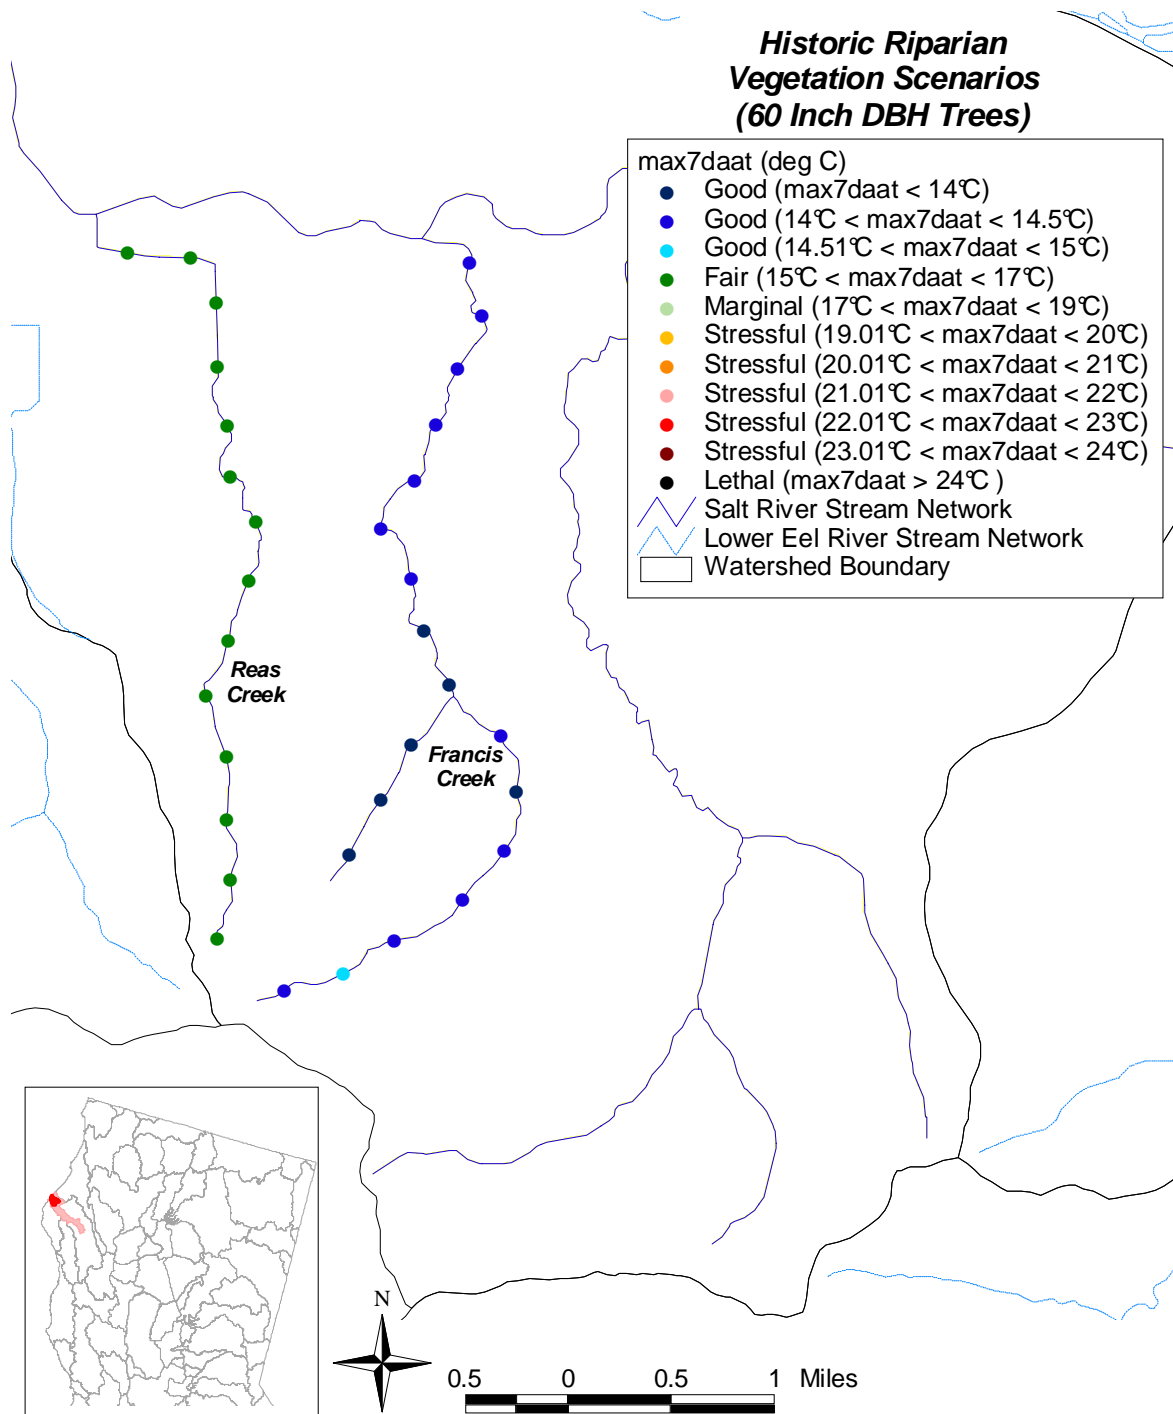 Historic Riparian
Vegetation Scenarios
(60 Inch DBH Trees)
max7daat (deg C)
Good (max7daat < 14°C)
Good (14°C < max7daat < 14.5°C)
Good (14.51°C < max7daat < 15°C)
Fair (15°C < max7daat < 17°C)
Marginal (17°C < max7daat < 19°C)
Stressful (19.01°C < max7daat < 20°C)
Stressful (20.01°C < max7daat < 21°C)
Stressful (21.01°C < max7daat < 22°C)
Stressful (22.01°C < max7daat < 23°C)
Stressful (23.01°C < max7daat < 24°C)
Lethal (max7daat > 24°C )
Salt River Stream Network
Lower Eel River Stream Network
Watershed Boundary
Reas
Creek
Francis
Creek
N
0.5 0 0.5 1 Miles